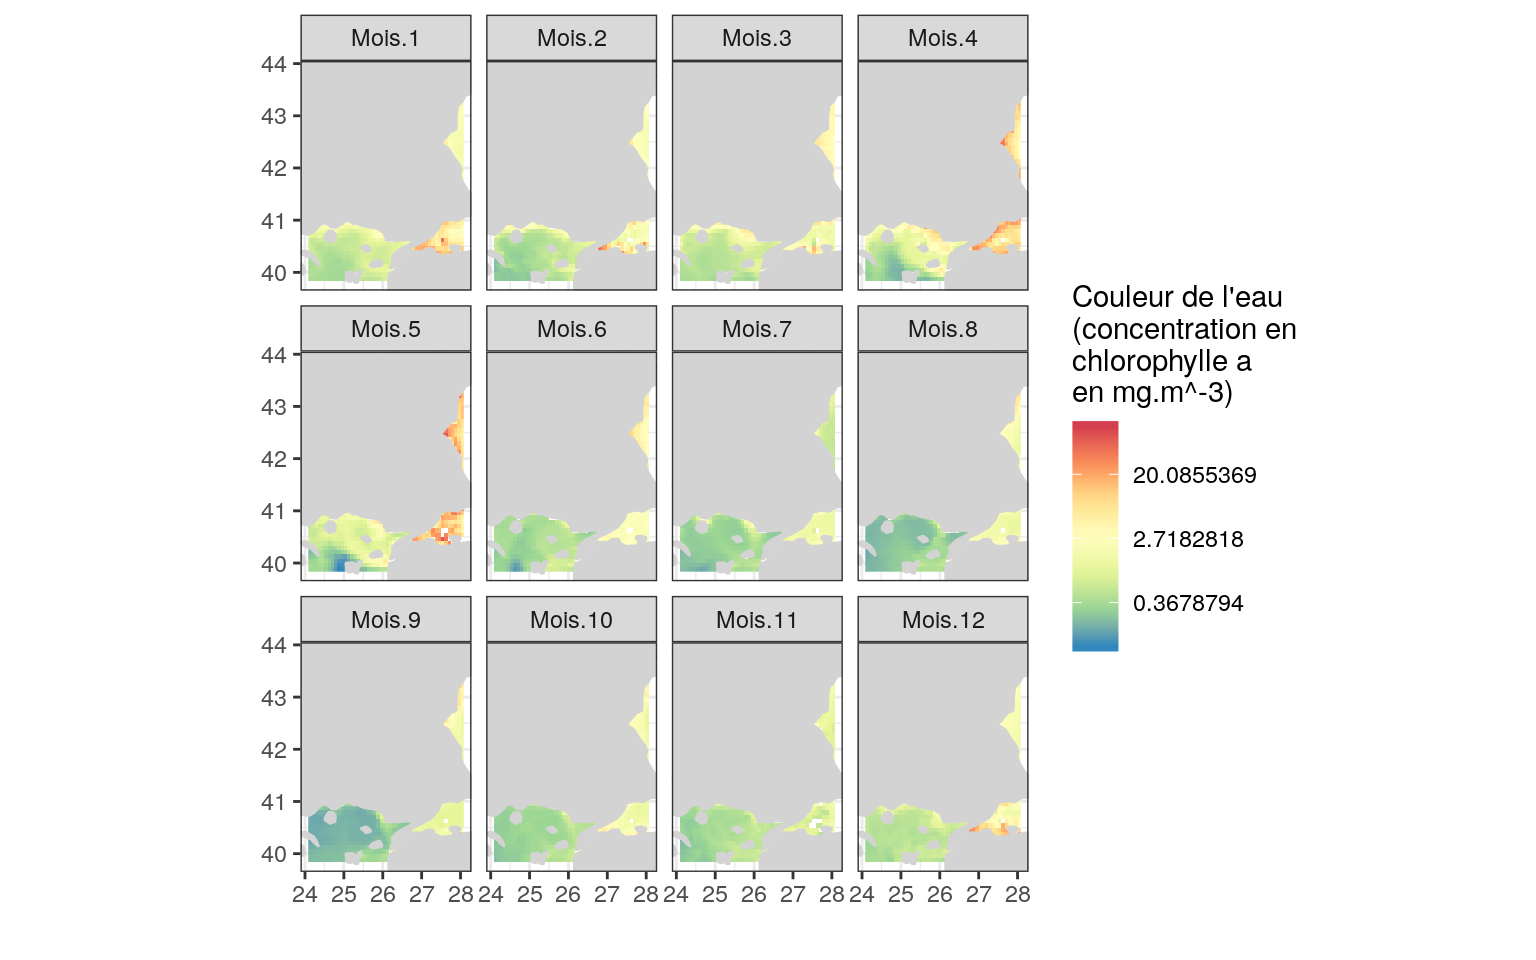 Mois.1 Mois.2 Mois.3 Mois.4
44
43
42
41
40
Mois.5 Mois.6 Mois.7 Mois.8
44
43
42
41
40
Mois.9 Mois.10 Mois.11 Mois.12
44
43
42
41
40
24 25 26 27 28 24 25 26 27 28 24 25 26 27 28 24 25 26 27 28
Couleur de l'eau
(concentration en
chlorophylle a
en mg.m^-3)
20.0855369
2.7182818
0.3678794